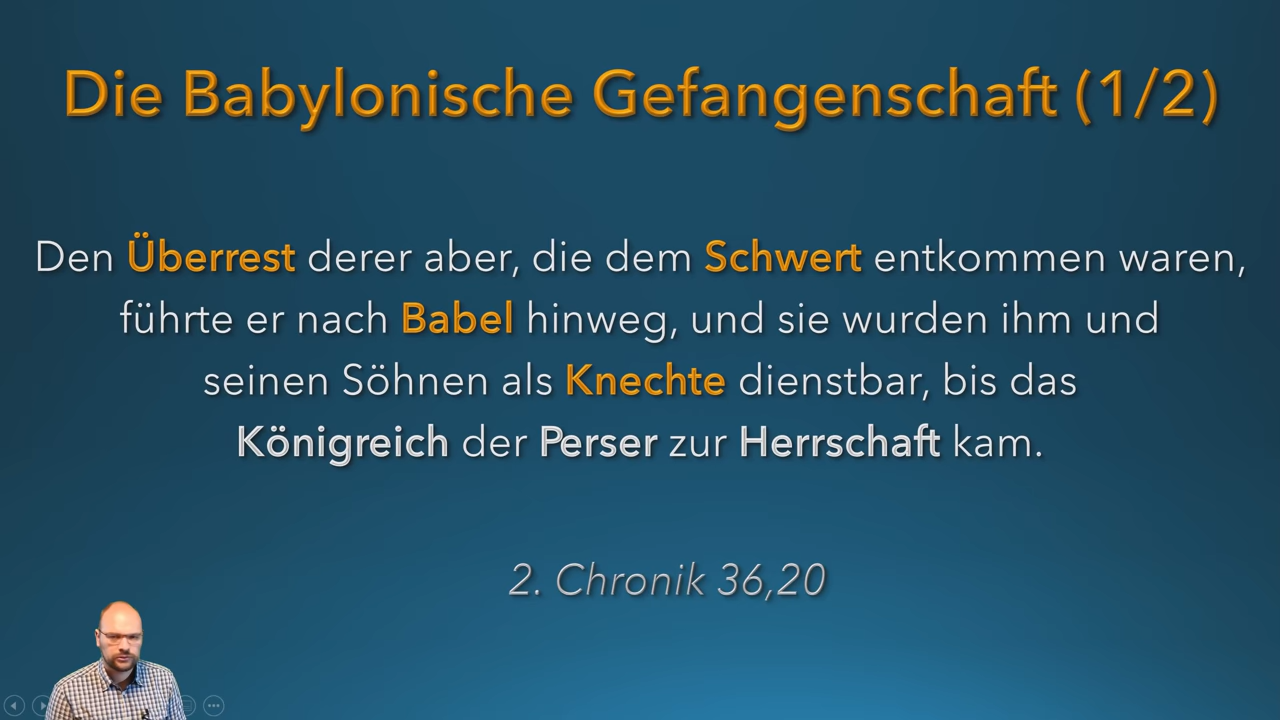 Die Babylonische Gefangenschaft (1/2)
Den Überrest derer aber, die dem Schwert entkommen waren,
führte er nach Babel hinweg, und sie wurden ihm und
seinen Söhnen als Knechte dienstbar, bis das
Königreich der Perser zur Herrschaft kam.
2. Chronik 36,20